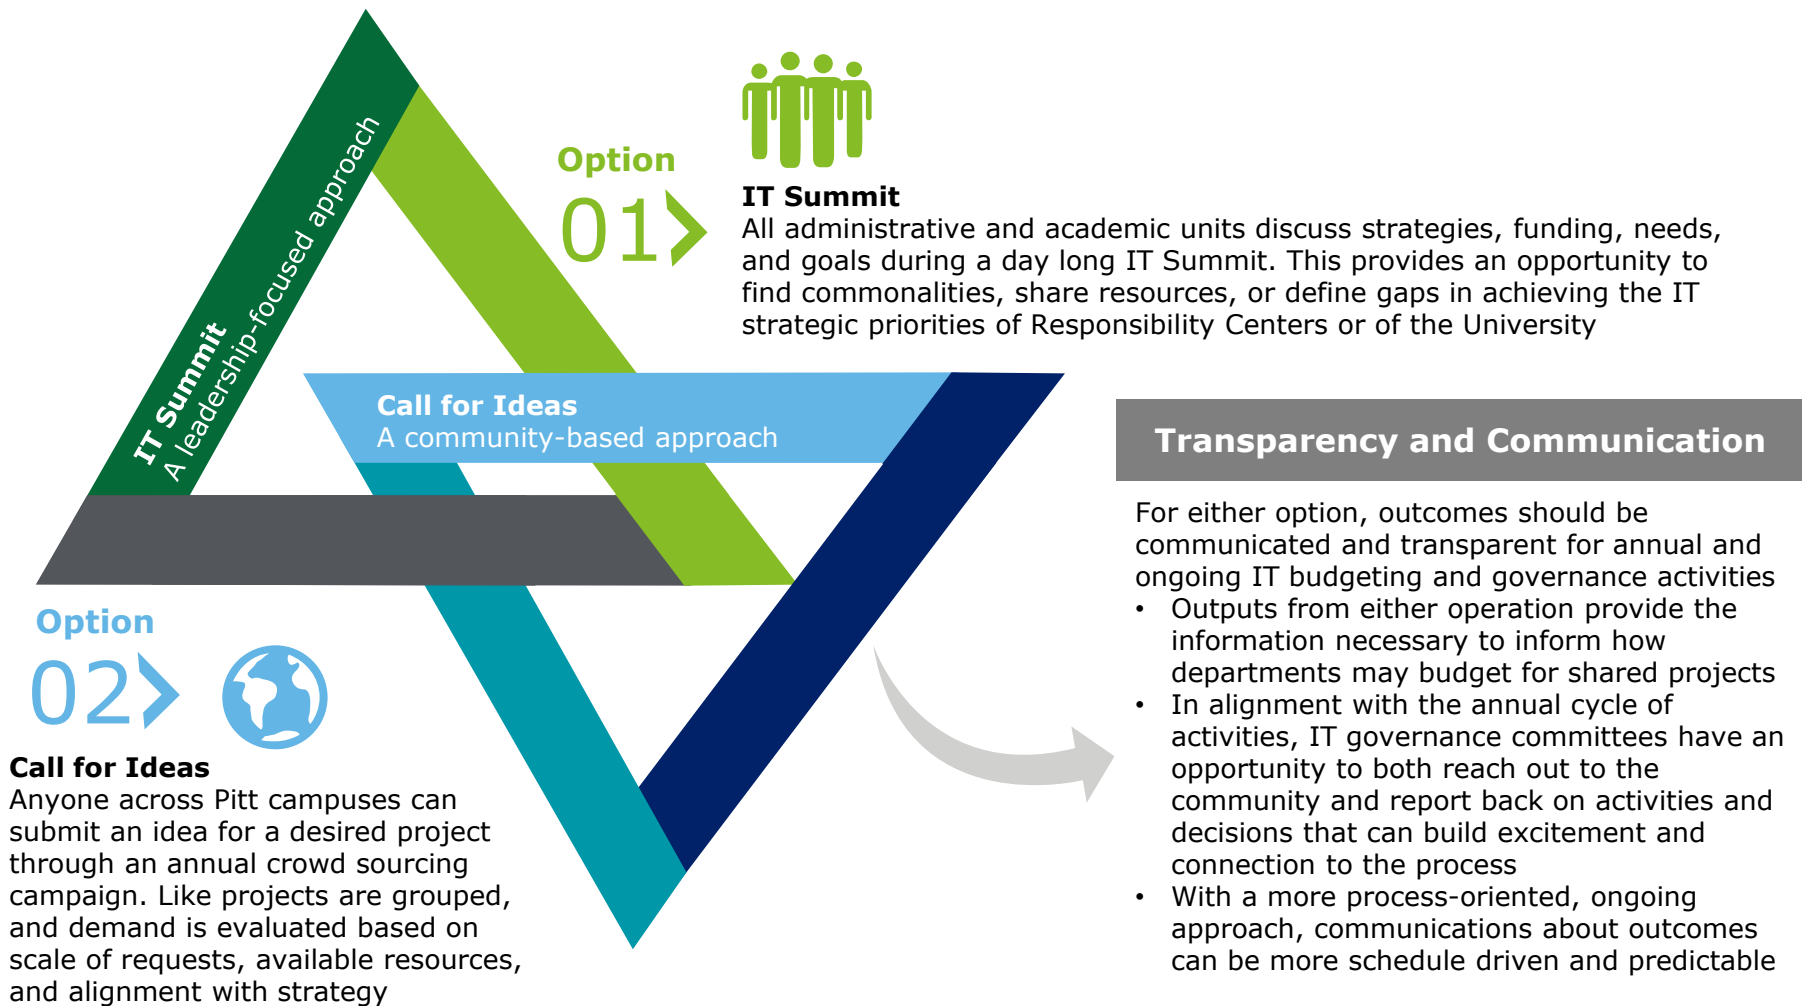 IT Summit
A leadership-focused approach
Option
01
IT Summit
All administrative and academic units discuss strategies, funding, needs,
and goals during a day long IT Summit. This provides an opportunity to
find commonalities, share resources, or define gaps in achieving the IT
strategic priorities of Responsibility Centers or of the University
Call for Ideas
A community-based approach
Option
02
Call for Ideas
Anyone across Pitt campuses can
submit an idea for a desired project
through an annual crowd sourcing
campaign. Like projects are grouped,
and demand is evaluated based on
scale of requests, available resources,
and alignment with strategy
Transparency and Communication
For either option, outcomes should be
communicated and transparent for annual and
ongoing IT budgeting and governance activities
• Outputs from either operation provide the
information necessary to inform how
departments may budget for shared projects
• In alignment with the annual cycle of
activities, IT governance committees have an
opportunity to both reach out to the
community and report back on activities and
decisions that can build excitement and
connection to the process
• With a more process-oriented, ongoing
approach, communications about outcomes
can be more schedule driven and predictable